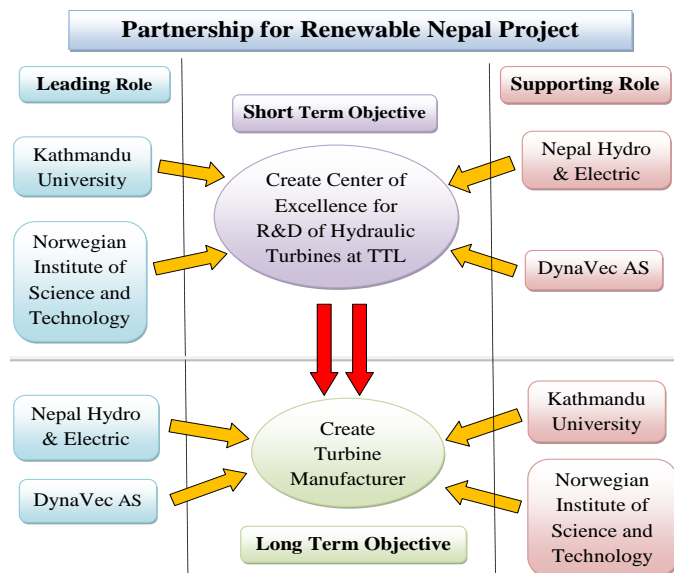 Partnership for Renewable Nepal Project
Leading Role
Short Term Objective
Supporting Role
Kathmandu
University
Norwegian
Institute of
Science and
Technology
Create Center of
Excellence for
R&D of Hydraulic
Turbines at TTL
Nepal Hydro
& Electric
DynaVec AS
Nepal Hydro
& Electric
DynaVec AS
Create
Turbine
Manufacturer
Kathmandu
University
Norwegian
Institute of
Science and
Technology
Long Term Objective